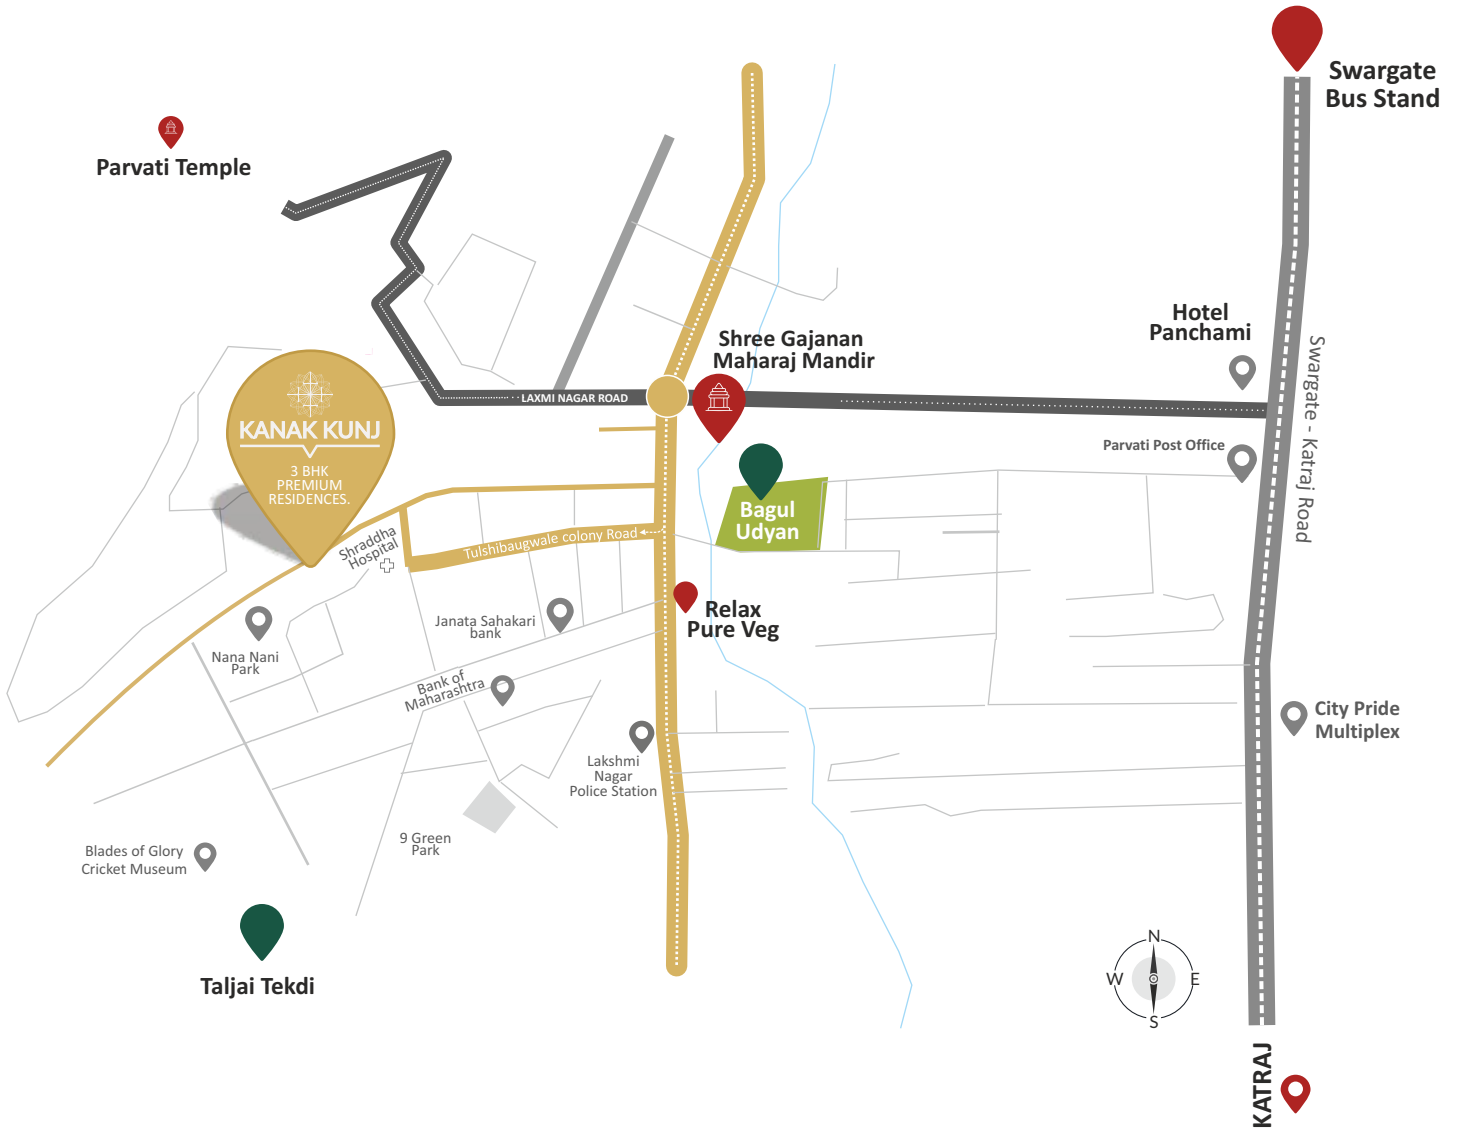 Swargate
Bus Stand
Parvati Temple
Hotel
Panchami
Shree Gajanan
Maharaj Mandir
LAXMI NAGAR ROAD
Swargate - Katraj Road
KANAK KUNJ
3 BHK
PREMIUM
RESIDENCES.
Parvati Post Office
Bagul
Udyan
Shraddha
Hospital
Tulshibaugwale colony Road
Relax
Pure Veg
Janata Sahakari
bank
Nana Nani
Park
Bank of
Maharashtra
City Pride
Multiplex
Lakshmi
Nagar
Police Station
9 Green
Park
Blades of Glory
Cricket Museum
Taljai Tekdi
N
W
E
S
KATRAJ